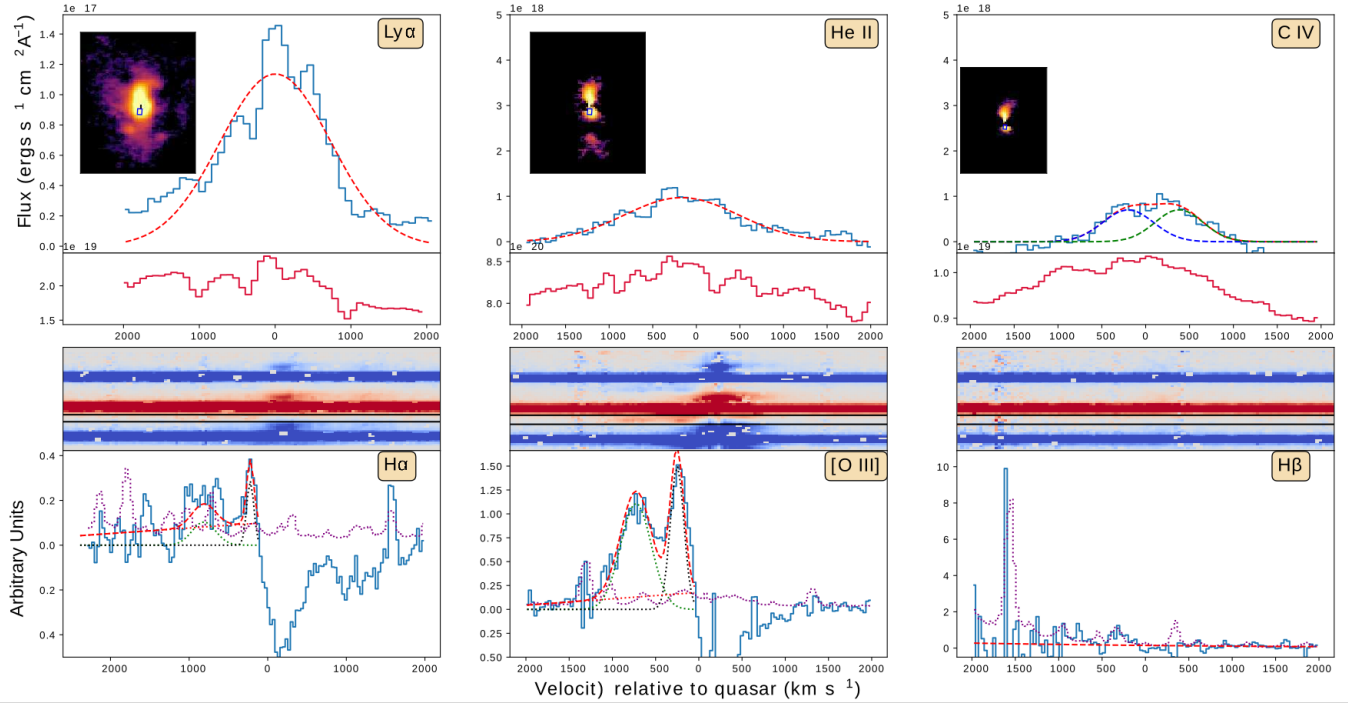 1e 17
Lyα
1.4
1.2
1.0
0.8
0.6
0.4
0.2
0.0
Flux (ergs s 1 cm 2A−1)
1e 19
2.0
1.5
2000 1000 0 1000 2000
1e 18
He II
5
4
3
2
1
0
1e 20
8.5
8.0
2000 1500 1000 500 0 500 1000 1500 2000
1e 18
C IV
5
4
3
2
1
0
1e 19
1.0
0.9
2000 1500 1000 500 0 500 1000 1500 2000
Hα
0.4
0.2
0.0
0.2
0.4
Arbitrary Units
2000 1000 0 1000 2000
[O III]
1.50
1.25
1.00
0.75
0.50
0.25
0.00
0.25
0.50
2000 1500 1000 500 0 500 1000 1500 2000
Hβ
10
8
6
4
2
0
2000 1500 1000 500 0 500 1000 1500 2000
Velocit) relative to quasar (km s 1)